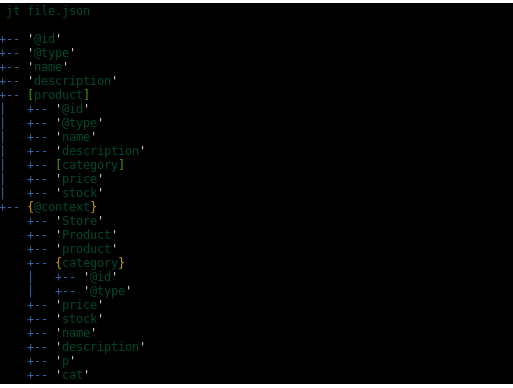 jt file.json
+-- '@id'
+-- '@type'
+-- 'name'
+-- 'description'
+-- [product]
|   +-- '@id'
|   +-- '@type'
|   +-- 'name'
|   +-- 'description'
|   +-- [category]
|   +-- 'price'
|   +-- 'stock'
+-- {@context}
    +-- 'Store'
    +-- 'Product'
    +-- 'product'
    +-- {category}
    |   +-- '@id'
    |   +-- '@type'
    +-- 'price'
    +-- 'stock'
    +-- 'name'
    +-- 'description'
    +-- 'p'
    +-- 'cat'